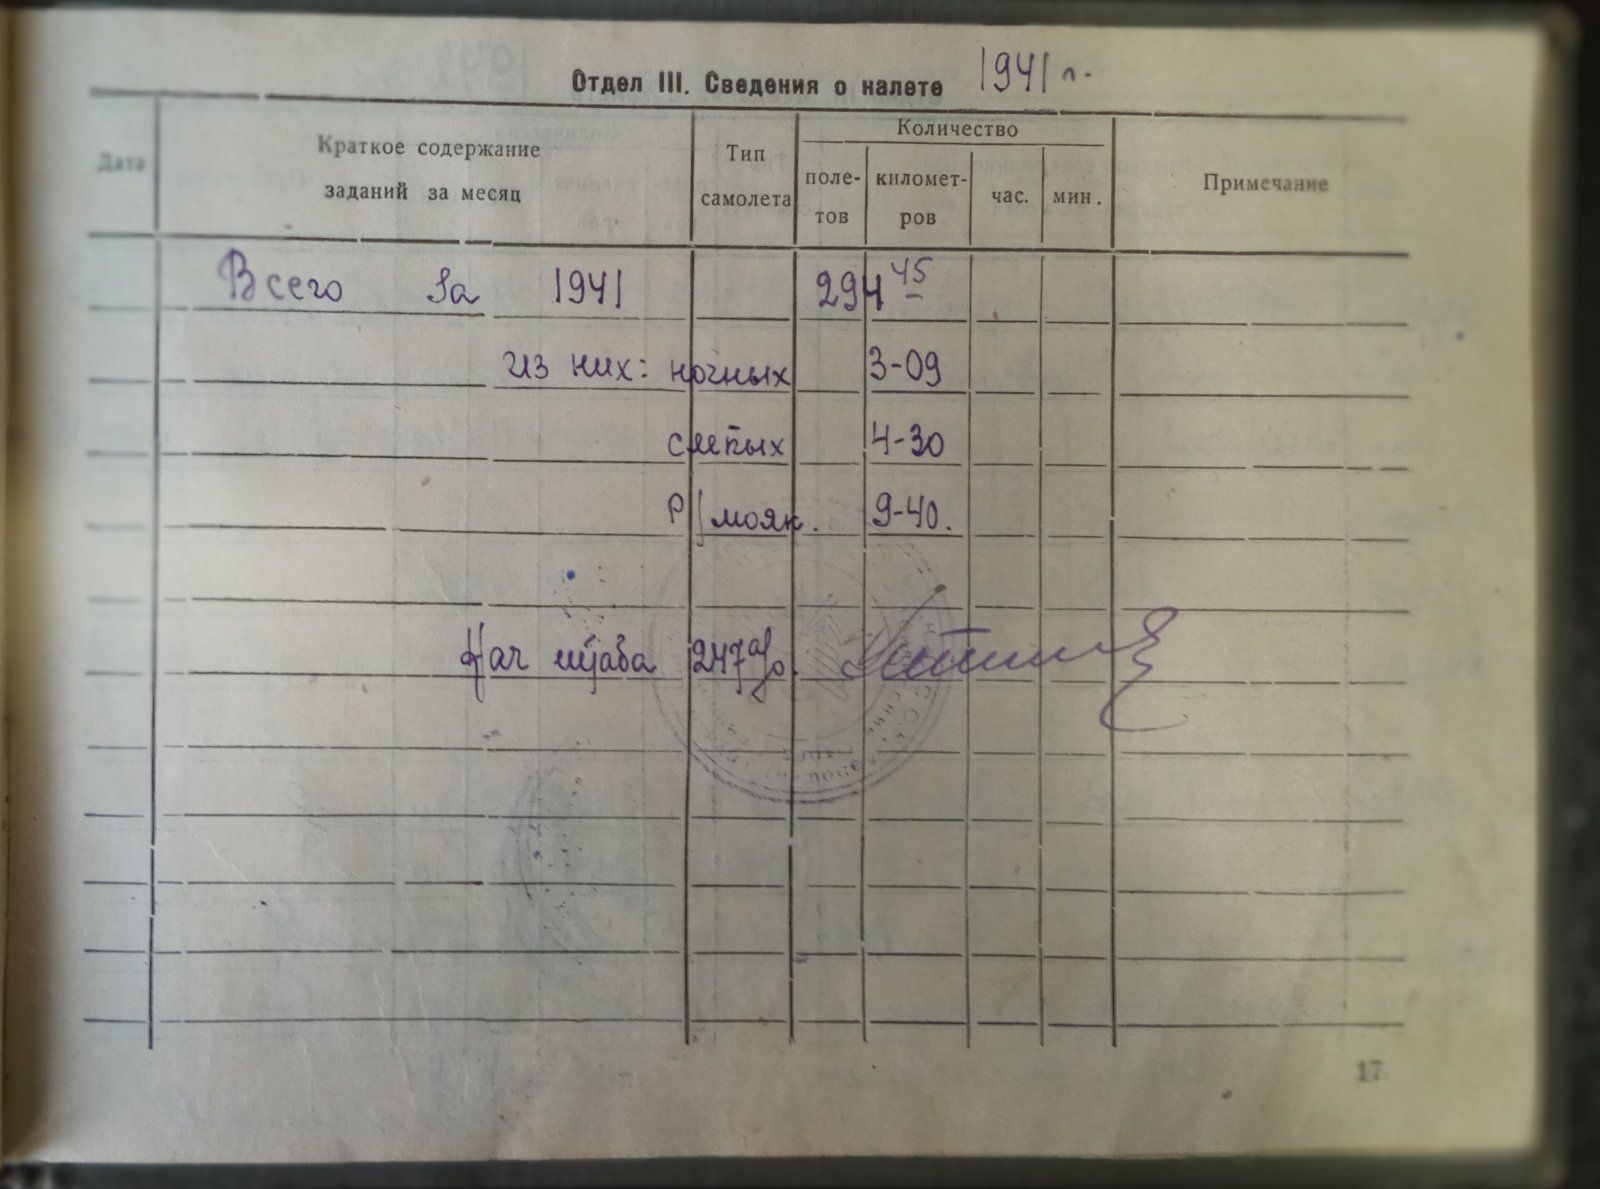 Отдел III. Сведения о налете 1941 г.
Дата
Краткое содержание
заданий за месяц
Тип
самолета
Количество
поле-
тов
километ-
ров
час.
мин.
Примечание
Всего за 1941 294 45
из них: ночных 3-09
слепых 4-30
Р/мояк. 9-40.
Нач штаба 247 а/о.
17